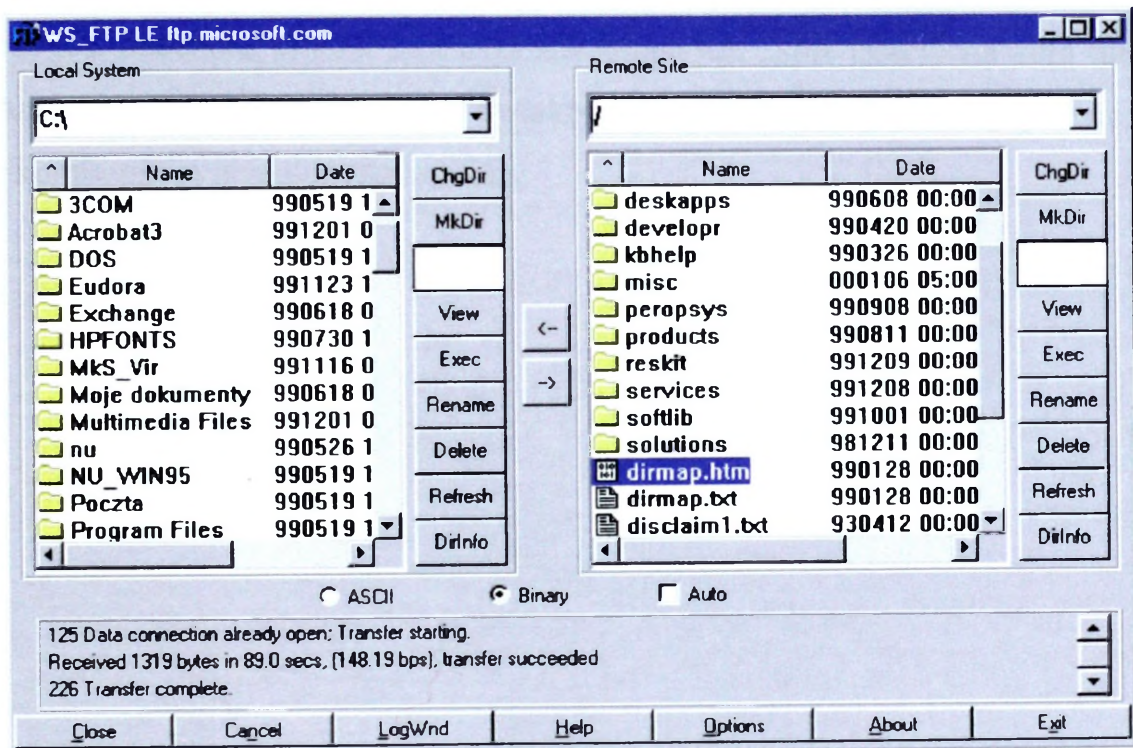 WS_FTP LE ftp.microsoft.com
Local System
C:\
^ Name Date
3COM 990519 1
Acrobat3 991201 0
DOS 990519 1
Eudora 991123 1
Exchange 990618 0
HPFONTS 990730 1
MkS_Vir 991116 0
Moje dokumenty 990618 0
Multimedia Files 991201 0
nu 990526 1
NU_WIN95 990519 1
Poczta 990519 1
Program Files 990519 1
ChgDir
MkDir
View
Exec
Rename
Delete
Refresh
DirInfo
<--
-->
Remote Site
/
^ Name Date
deskapps 990608 00:00
developr 990420 00:00
kbhelp 990326 00:00
misc 000106 05:00
peropsys 990908 00:00
products 990811 00:00
reskit 991209 00:00
services 991208 00:00
softlib 991001 00:00
solutions 981211 00:00
dirmap.htm 990128 00:00
dirmap.txt 990128 00:00
disclaim1.txt 930412 00:00
ChgDir
MkDir
View
Exec
Rename
Delete
Refresh
DirInfo
ASCII Binary Auto
125 Data connection already open; Transfer starting.
Received 1319 bytes in 89.0 secs, (148.19 bps), transfer succeeded
226 Transfer complete.
Close Cancel LogWnd Help Options About Exit